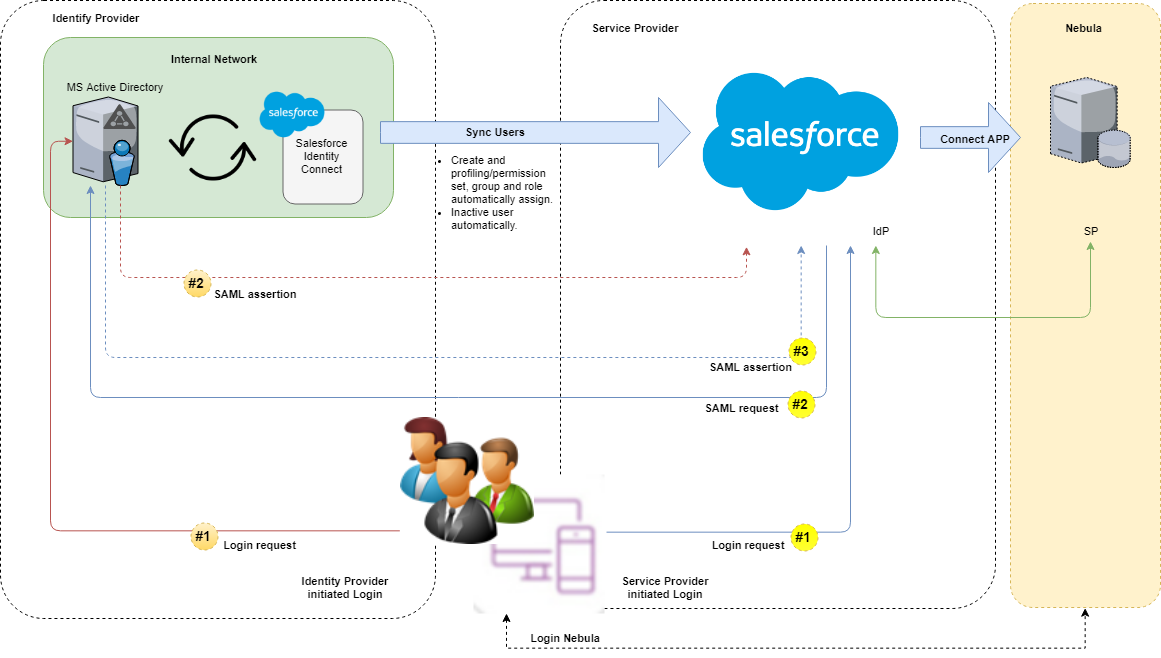 Identify Provider
Service Provider
Nebula
Internal Network
MS Active Directory
salesforce
Salesforce
Identity
Connect
Sync Users
salesforce
Connect APP
• Create and
profiling/permission
set, group and role
automatically assign.
• Inactive user
automatically.
IdP
SP
#2
SAML assertion
#3
SAML assertion
#2
SAML request
#1
Login request
#1
Login request
Identity Provider
initiated Login
Service Provider
initiated Login
Login Nebula